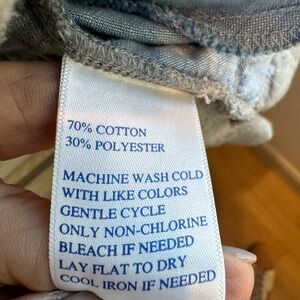 70% COTTON
30% POLYESTER
MACHINE WASH COLD
WITH LIKE COLORS
GENTLE CYCLE
ONLY NON-CHLORINE
BLEACH IF NEEDED
LAY FLAT TO DRY
COOL IRON IF NEEDED